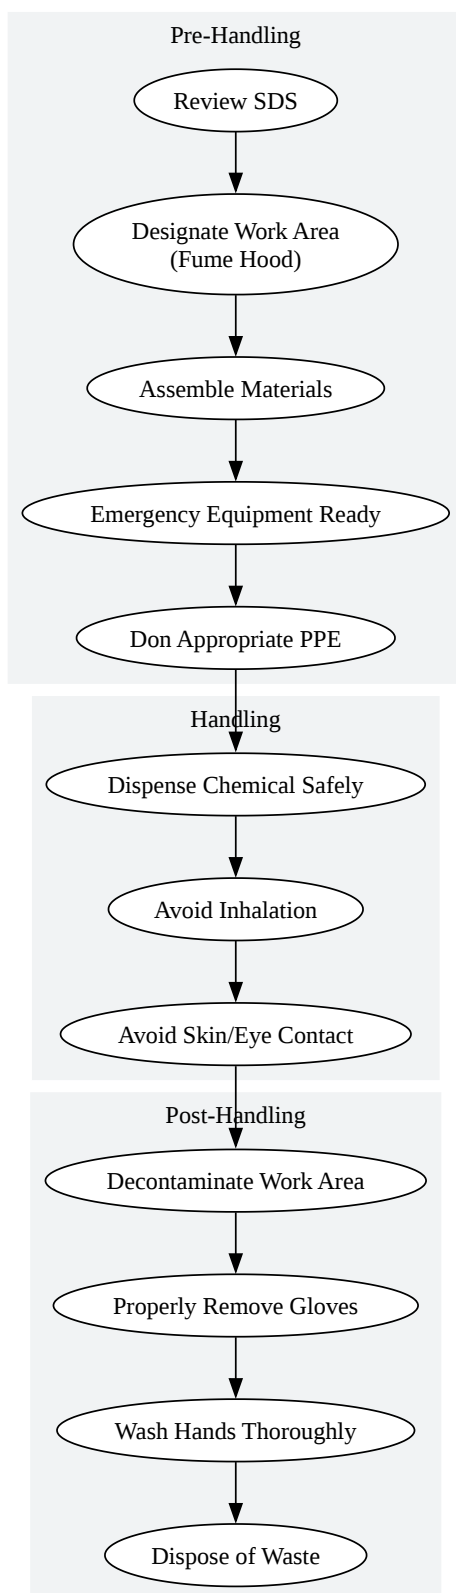 Pre-Handling
Review SDS
Designate Work Area
(Fume Hood)
Assemble Materials
Emergency Equipment Ready
Don Appropriate PPE
Handling
Dispense Chemical Safely
Avoid Inhalation
Avoid Skin/Eye Contact
Post-Handling
Decontaminate Work Area
Properly Remove Gloves
Wash Hands Thoroughly
Dispose of Waste